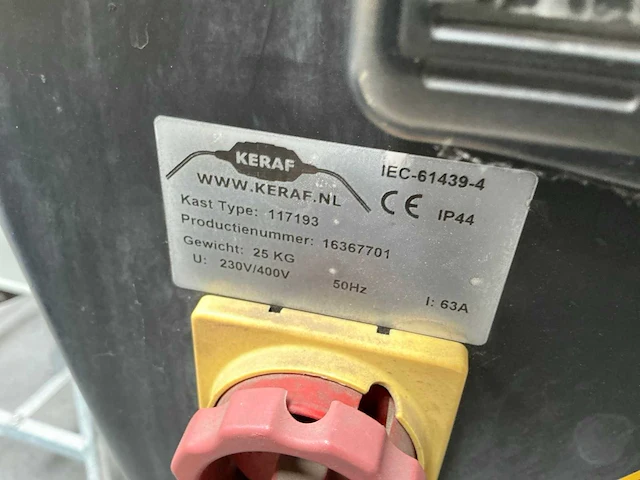 KERAF
WWW.KERAF.NL
IEC-61439-4
CE IP44
Kast Type: 117193
Productienummer: 16367701
Gewicht: 25 KG
U: 230V/400V 50Hz I: 63A